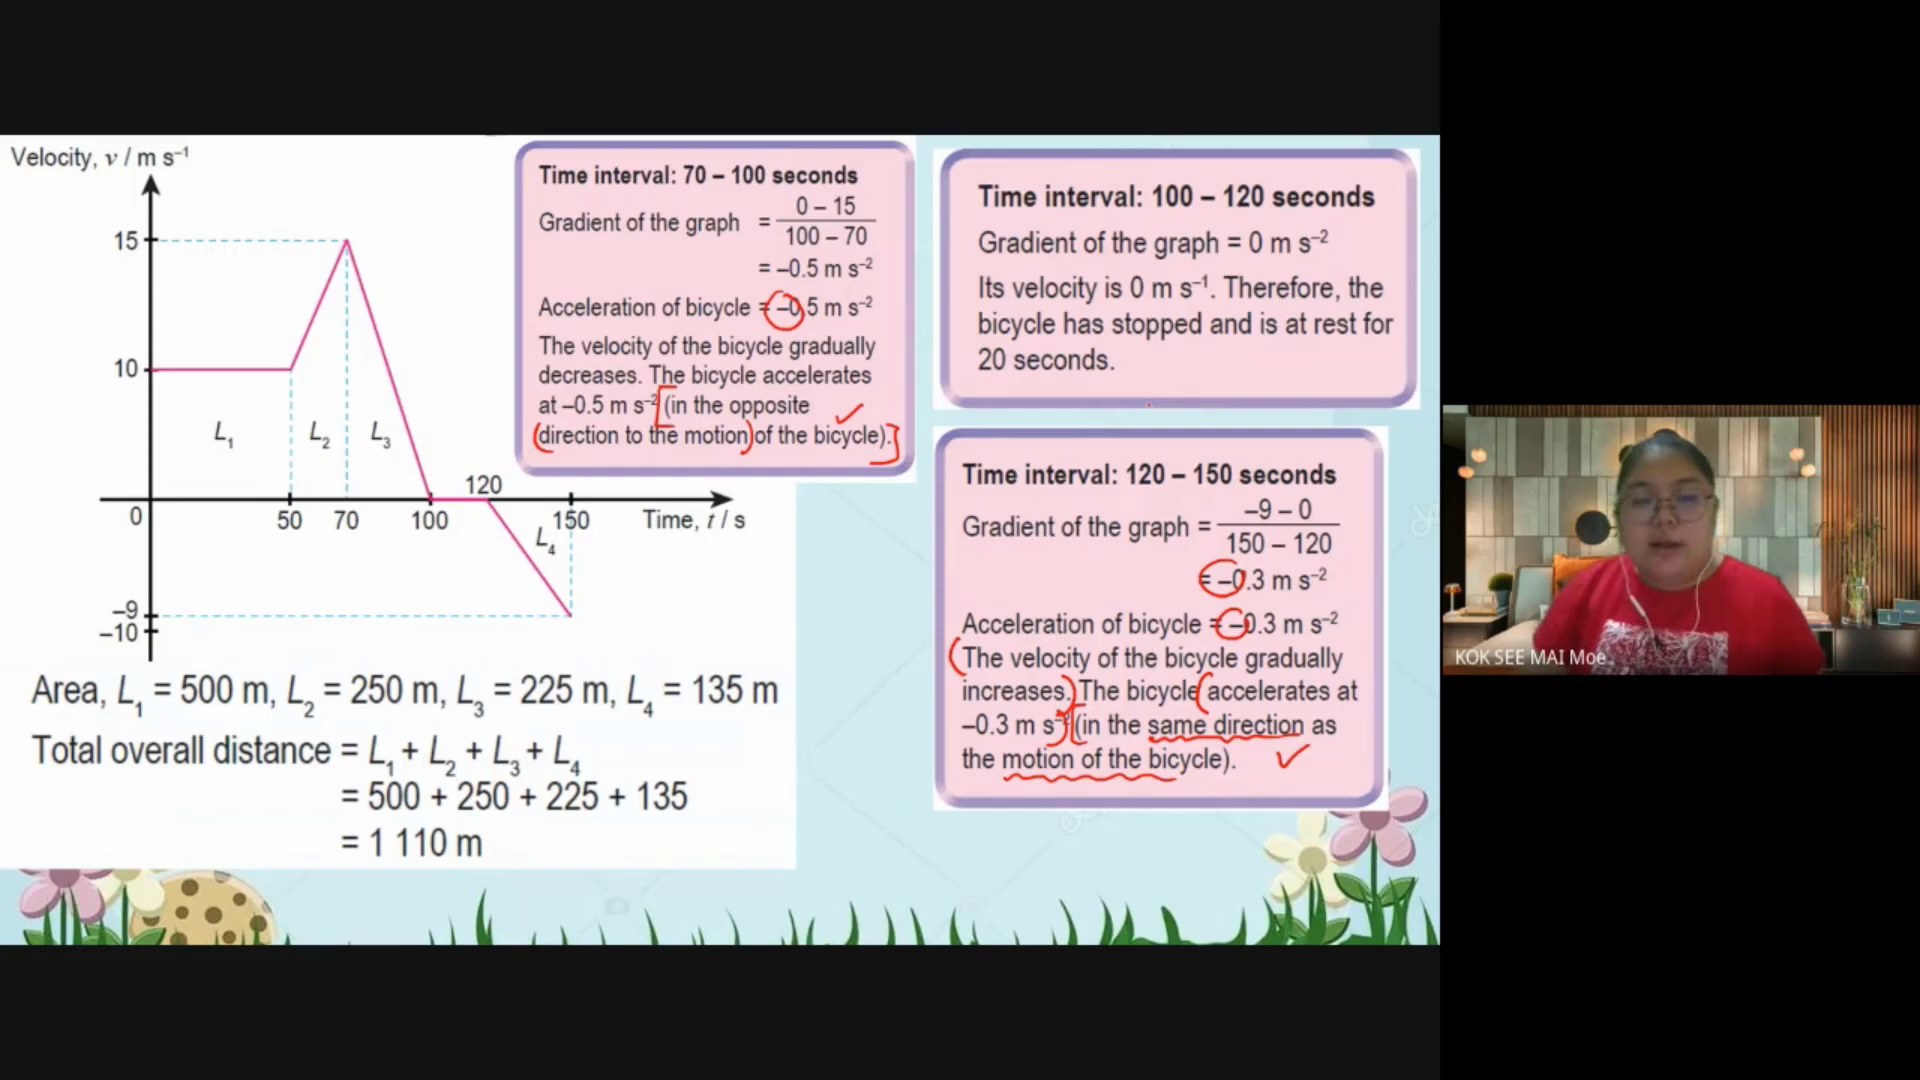 Velocity, v / m s⁻¹
15
10
L₁
L₂
L₃
120
0
50
70
100
150
Time, t / s
L₄
–9
–10
Area, L₁ = 500 m, L₂ = 250 m, L₃ = 225 m, L₄ = 135 m
Total overall distance = L₁ + L₂ + L₃ + L₄
= 500 + 250 + 225 + 135
= 1 110 m
Time interval: 70 – 100 seconds
Gradient of the graph = 0 – 15
100 – 70
= –0.5 m s⁻²
Acceleration of bicycle = –0.5 m s⁻²
The velocity of the bicycle gradually
decreases. The bicycle accelerates
at –0.5 m s⁻² (in the opposite
direction to the motion of the bicycle).
Time interval: 100 – 120 seconds
Gradient of the graph = 0 m s⁻²
Its velocity is 0 m s⁻¹. Therefore, the
bicycle has stopped and is at rest for
20 seconds.
Time interval: 120 – 150 seconds
Gradient of the graph = –9 – 0
150 – 120
= –0.3 m s⁻²
Acceleration of bicycle = –0.3 m s⁻²
The velocity of the bicycle gradually
increases. The bicycle accelerates at
–0.3 m s⁻² (in the same direction as
the motion of the bicycle).
KOK SEE MAI Moe